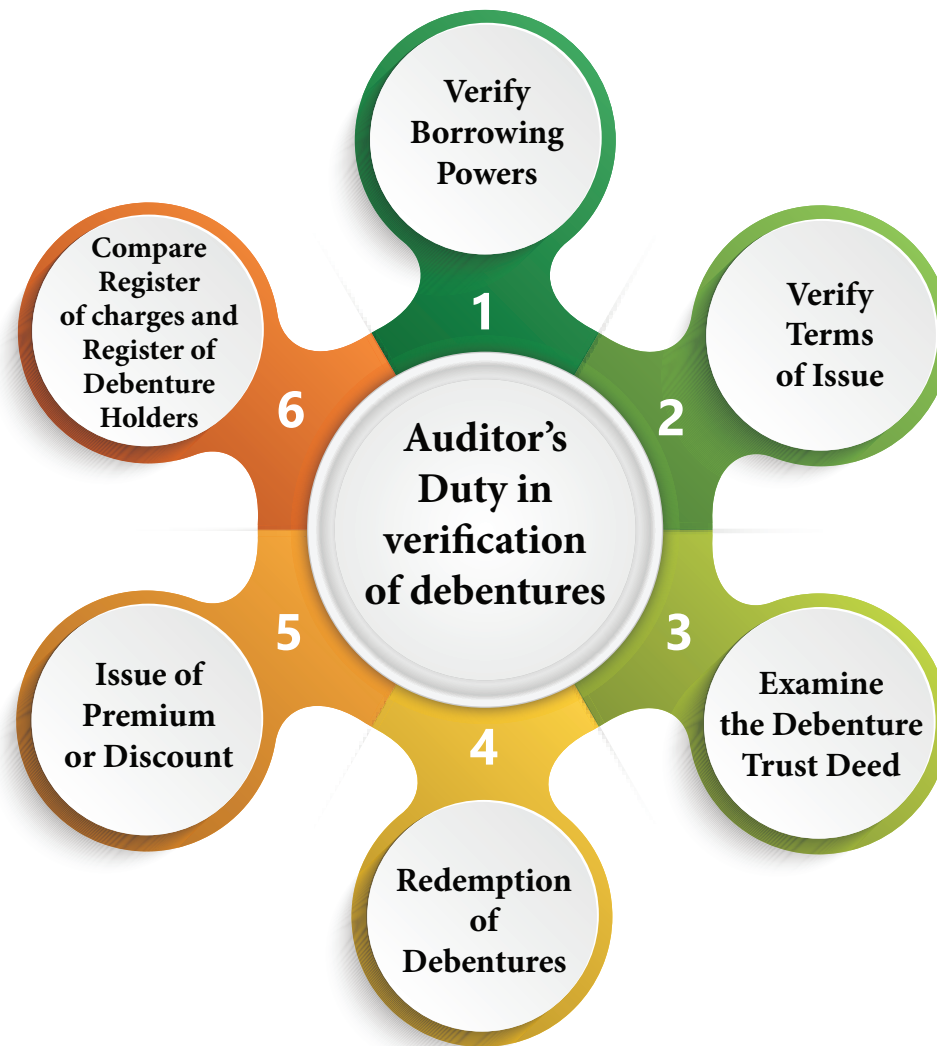 Auditor’s
Duty in
verification
of debentures
1
Verify
Borrowing
Powers
2
Verify
Terms
of Issue
3
Examine
the Debenture
Trust Deed
4
Redemption
of
Debentures
5
Issue of
Premium
or Discount
6
Compare
Register
of charges and
Register of
Debenture
Holders